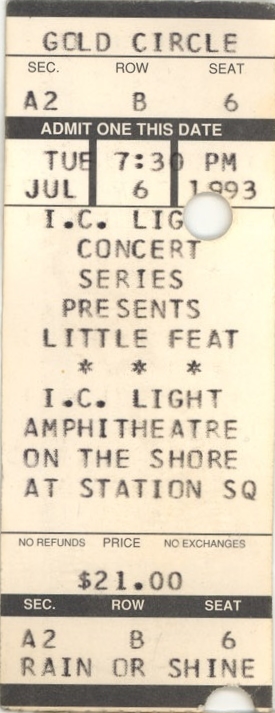 GOLD CIRCLE
SEC. ROW SEAT
A2 B 6
ADMIT ONE THIS DATE
TUE 7:30 PM
JUL 6 1993
I.C. LIG
CONCERT
SERIES
PRESENTS
LITTLE FEAT
* * *
I.C. LIGHT
AMPHITHEATRE
ON THE SHORE
AT STATION SQ
NO REFUNDS PRICE NO EXCHANGES
$21.00
SEC. ROW SEAT
A2 B 6
RAIN OR SHINE